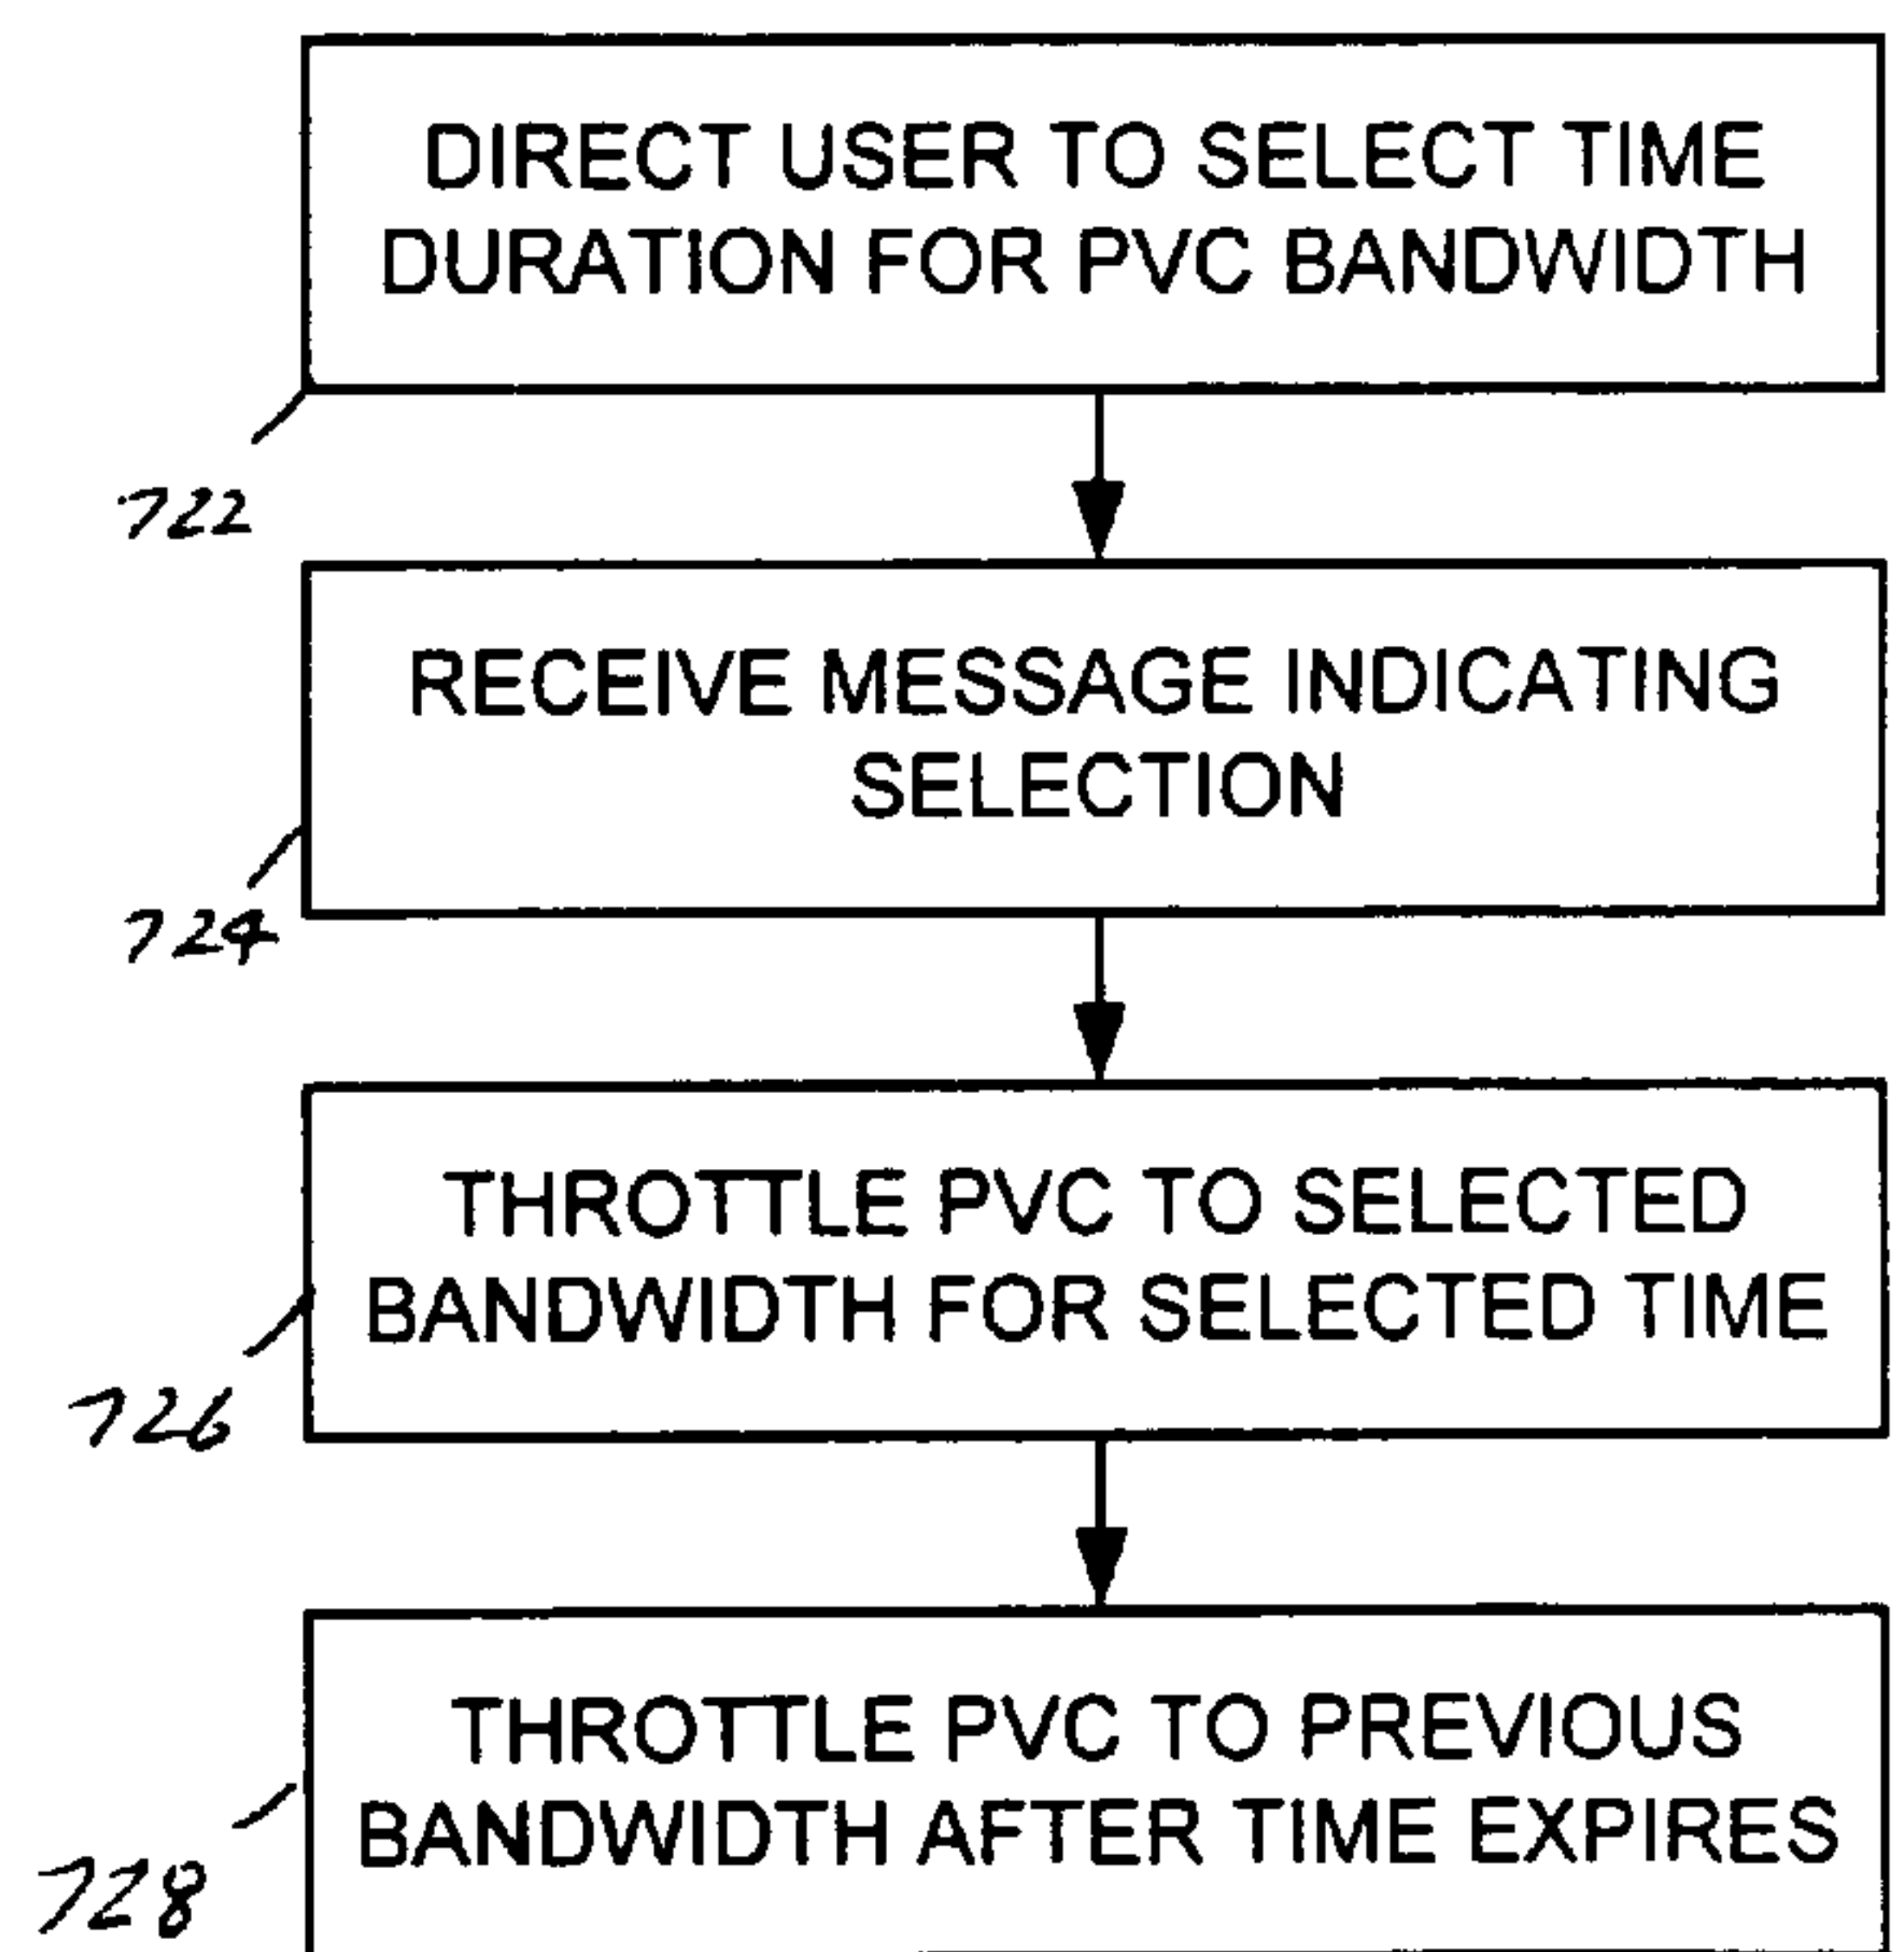 DIRECT USER TO SELECT TIME
DURATION FOR PVC BANDWIDTH
722
RECEIVE MESSAGE INDICATING
SELECTION
724
THROTTLE PVC TO SELECTED
BANDWIDTH FOR SELECTED TIME
726
THROTTLE PVC TO PREVIOUS
BANDWIDTH AFTER TIME EXPIRES
728